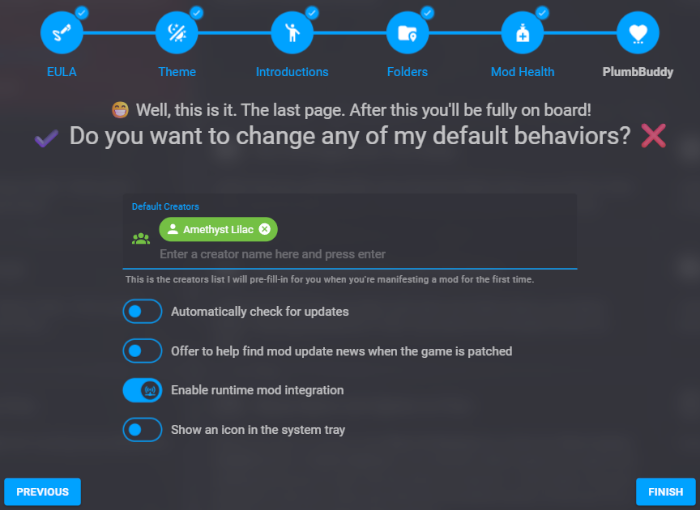 EULA
Theme
Introductions
Folders
Mod Health
PlumbBuddy
Well, this is it. The last page. After this you'll be fully on board!
Do you want to change any of my default behaviors?
Default Creators
Amethyst Lilac
Enter a creator name here and press enter
This is the creators list I will pre-fill-in for you when you're manifesting a mod for the first time.
Automatically check for updates
Offer to help find mod update news when the game is patched
Enable runtime mod integration
Show an icon in the system tray
PREVIOUS
FINISH